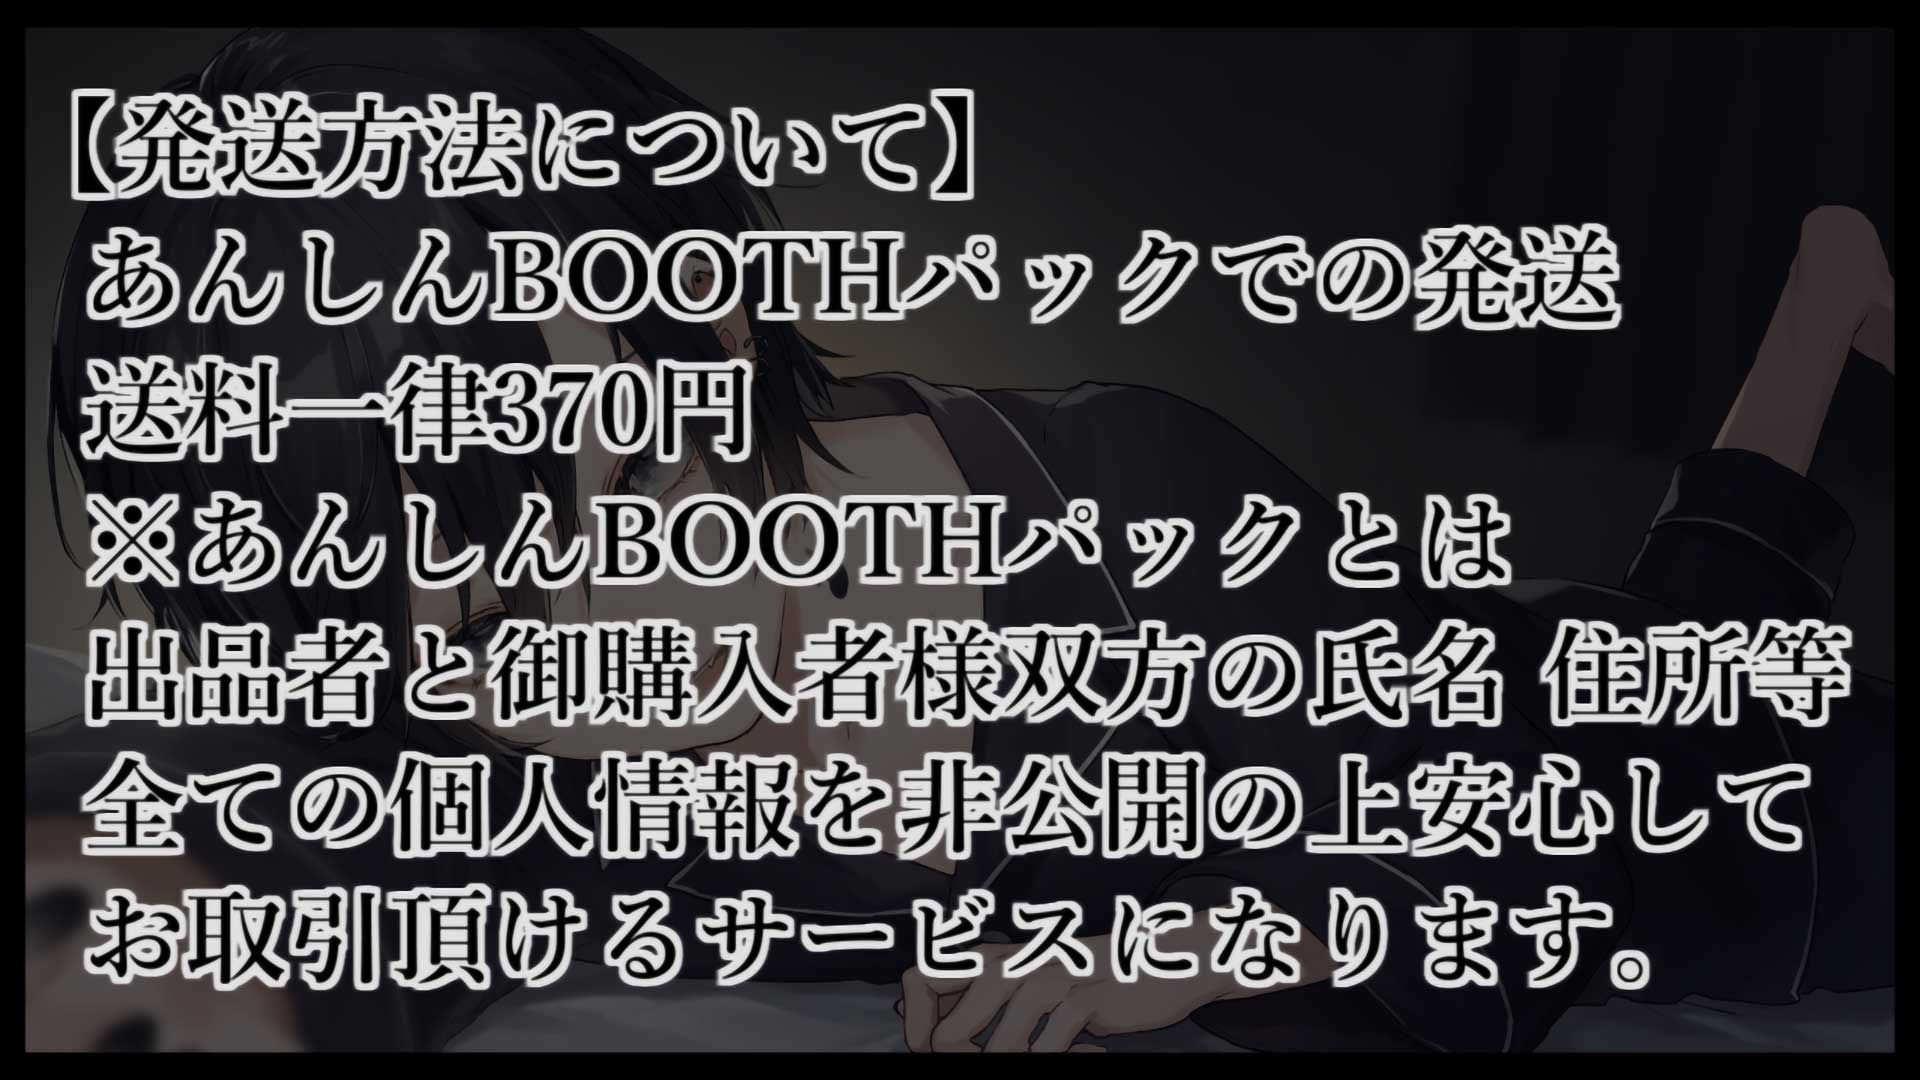 【発送方法について】
あんしんBOOTHパックでの発送
送料一律370円
※あんしんBOOTHパックとは
出品者と御購入者様双方の氏名 住所等
全ての個人情報を非公開の上安心して
お取引頂けるサービスになります。